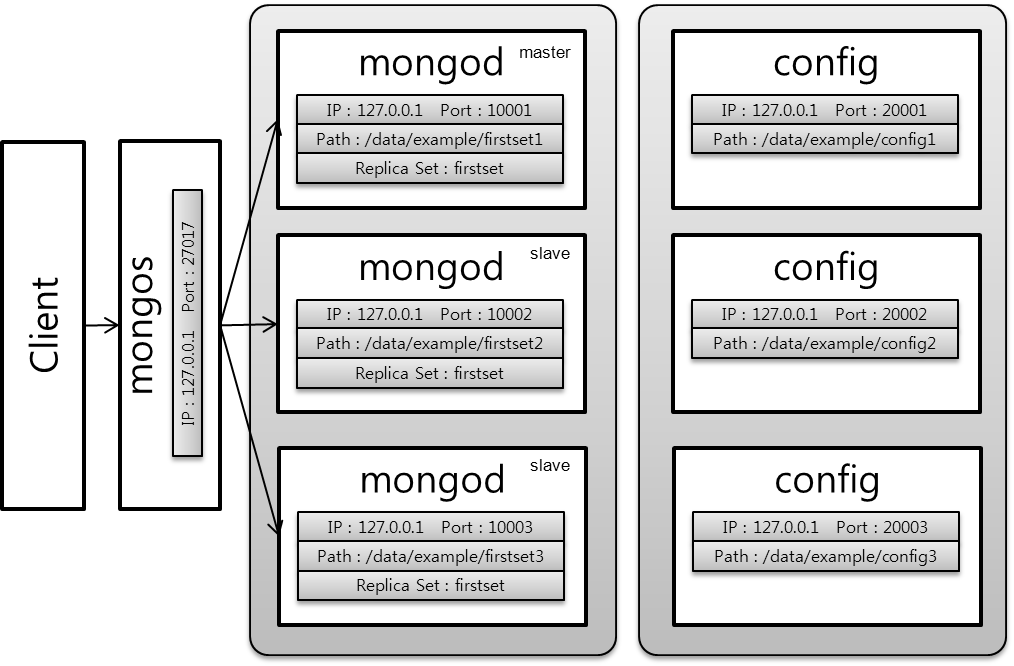 Client
mongos
IP : 127.0.0.1 Port : 27017
mongod
master
IP : 127.0.0.1 Port : 10001
Path : /data/example/firstset1
Replica Set : firstset
mongod
slave
IP : 127.0.0.1 Port : 10002
Path : /data/example/firstset2
Replica Set : firstset
mongod
slave
IP : 127.0.0.1 Port : 10003
Path : /data/example/firstset3
Replica Set : firstset
config
IP : 127.0.0.1 Port : 20001
Path : /data/example/config1
config
IP : 127.0.0.1 Port : 20002
Path : /data/example/config2
config
IP : 127.0.0.1 Port : 20003
Path : /data/example/config3